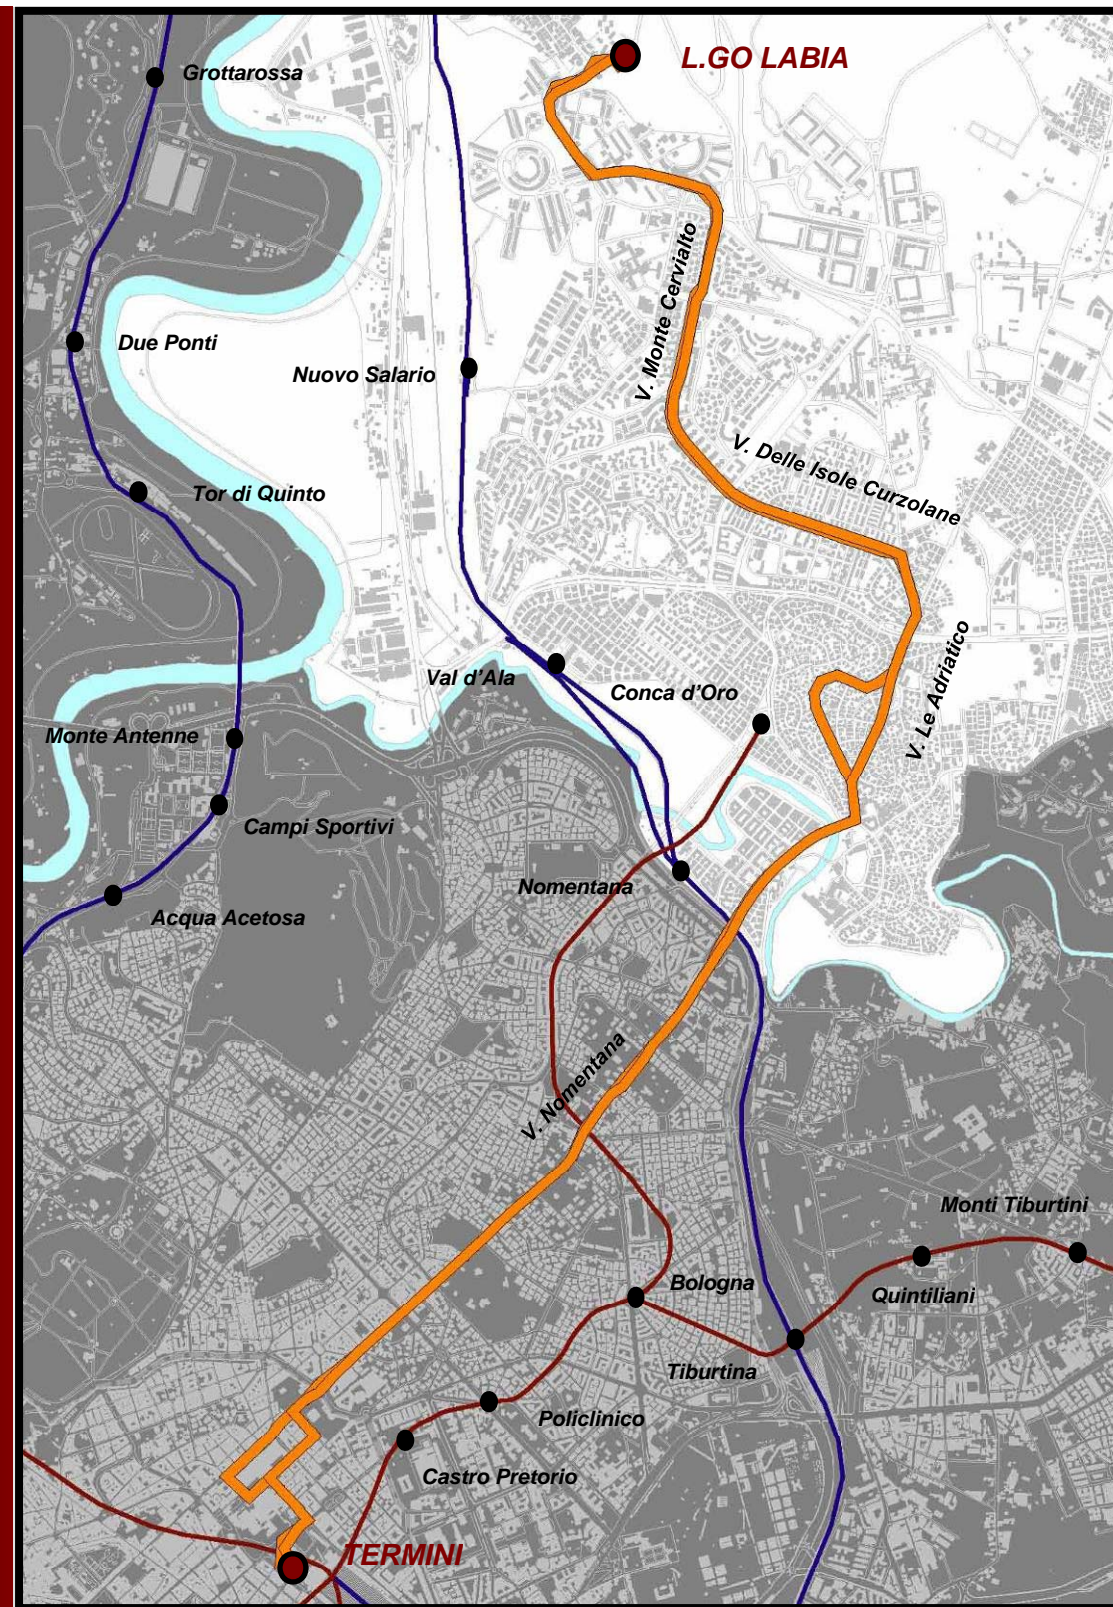 L.GO LABIA
Grottarossa
V. Monte Cervialto
Due Ponti
Nuovo Salario
V. Delle Isole Curzolane
Tor di Quinto
V. Le Adriatico
Val d'Ala
Conca d'Oro
Monte Antenne
Campi Sportivi
Nomentana
Acqua Acetosa
V. Nomentana
Monti Tiburtini
Bologna
Quintiliani
Tiburtina
Policlinico
Castro Pretorio
TERMINI